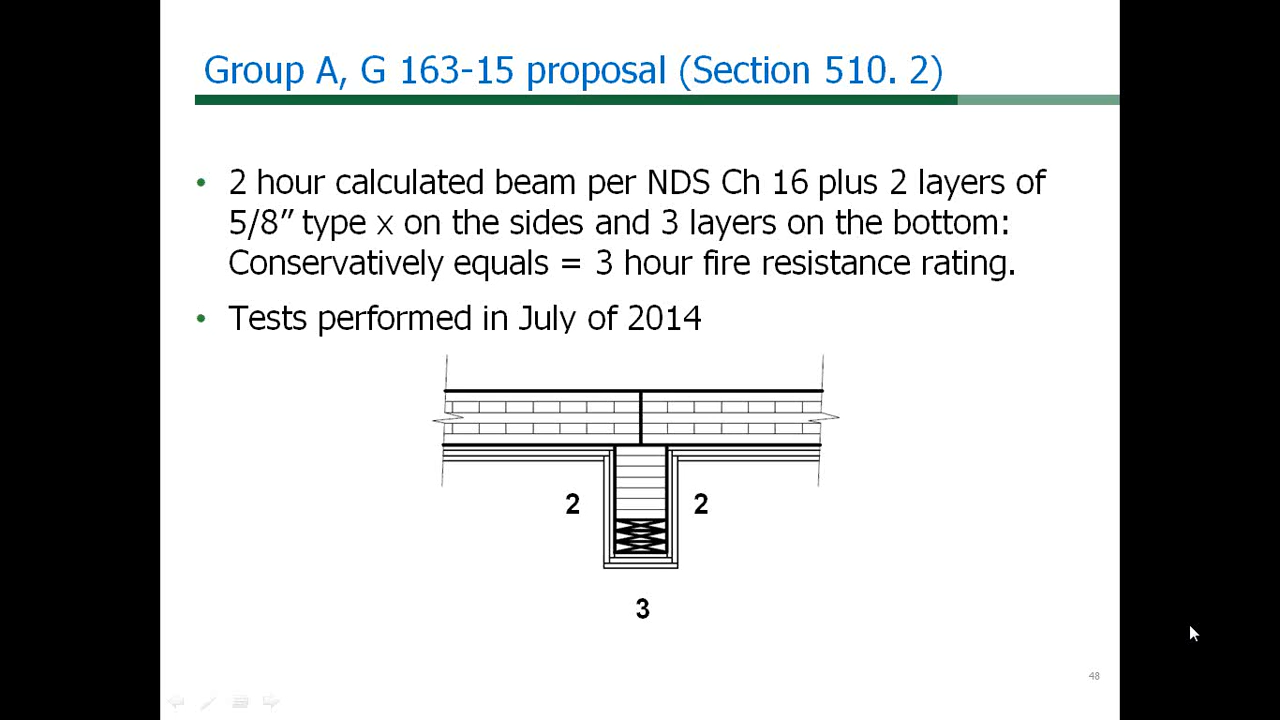 Group A, G 163-15 proposal (Section 510. 2)
• 2 hour calculated beam per NDS Ch 16 plus 2 layers of
5/8” type x on the sides and 3 layers on the bottom:
Conservatively equals = 3 hour fire resistance rating.
• Tests performed in July of 2014
2 2
3
48